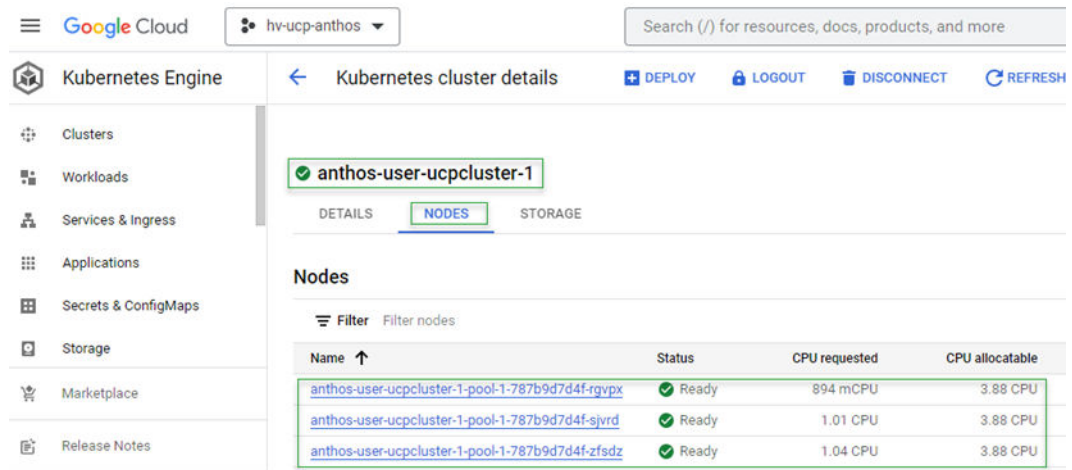 Google Cloud
hv-ucp-anthos
Search (/) for resources, docs, products, and more
Kubernetes Engine
Kubernetes cluster details
DEPLOY
LOGOUT
DISCONNECT
REFRESH
Clusters
Workloads
Services & Ingress
Applications
Secrets & ConfigMaps
Storage
Marketplace
Release Notes
anthos-user-ucpcluster-1
DETAILS NODES STORAGE
Nodes
Filter Filter nodes
Name Status CPU requested CPU allocatable
anthos-user-ucpcluster-1-pool-1-787b9d7d4f-rgvpx Ready 894 mCPU 3.88 CPU
anthos-user-ucpcluster-1-pool-1-787b9d7d4f-sjvrd Ready 1.01 CPU 3.88 CPU
anthos-user-ucpcluster-1-pool-1-787b9d7d4f-zfsdz Ready 1.04 CPU 3.88 CPU